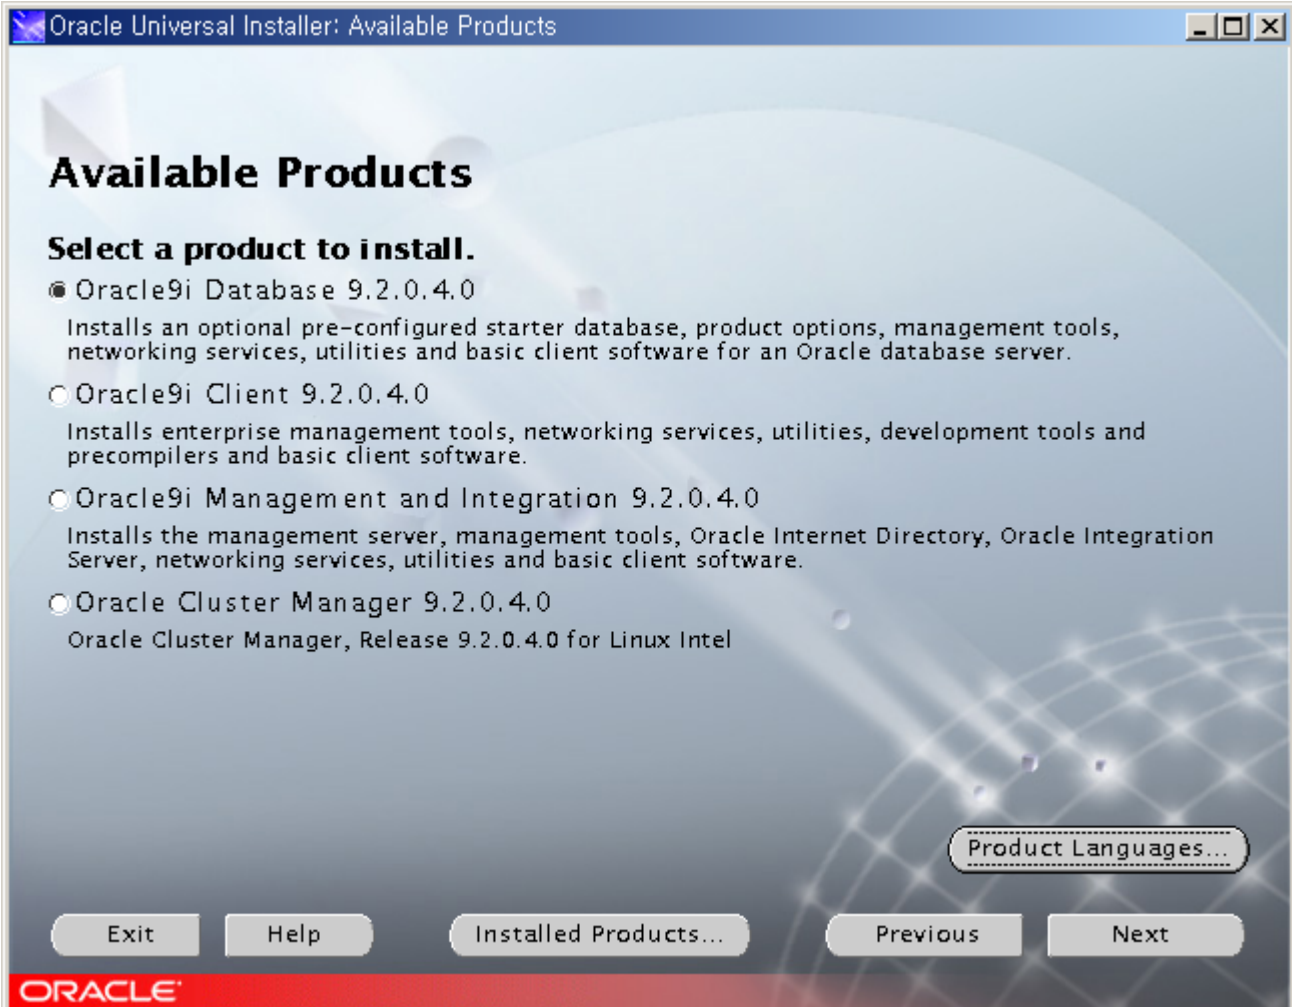 Oracle Universal Installer: Available Products
Available Products
Select a product to install.
Oracle9i Database 9.2.0.4.0
Installs an optional pre-configured starter database, product options, management tools,
networking services, utilities and basic client software for an Oracle database server.
Oracle9i Client 9.2.0.4.0
Installs enterprise management tools, networking services, utilities, development tools and
precompilers and basic client software.
Oracle9i Management and Integration 9.2.0.4.0
Installs the management server, management tools, Oracle Internet Directory, Oracle Integration
Server, networking services, utilities and basic client software.
Oracle Cluster Manager 9.2.0.4.0
Oracle Cluster Manager, Release 9.2.0.4.0 for Linux Intel
Product Languages...
Exit Help Installed Products... Previous Next
ORACLE